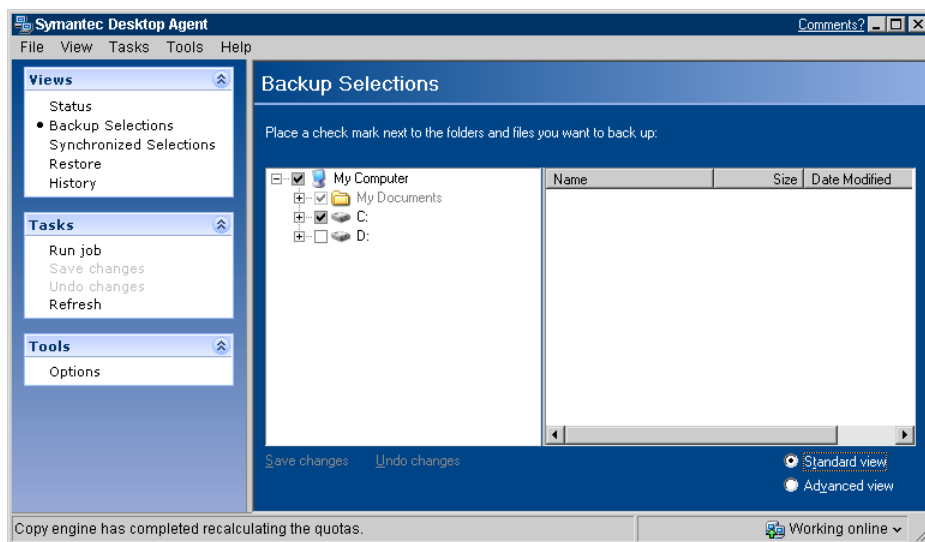 Symantec Desktop Agent
Comments?
File View Tasks Tools Help
Views
Status
Backup Selections
Synchronized Selections
Restore
History
Tasks
Run job
Save changes
Undo changes
Refresh
Tools
Options
Backup Selections
Place a check mark next to the folders and files you want to back up:
My Computer
My Documents
C:
D:
Name Size Date Modified
Save changes Undo changes
Standard view
Advanced view
Copy engine has completed recalculating the quotas.
Working online